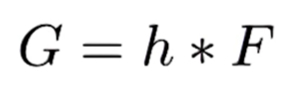 G = h * F